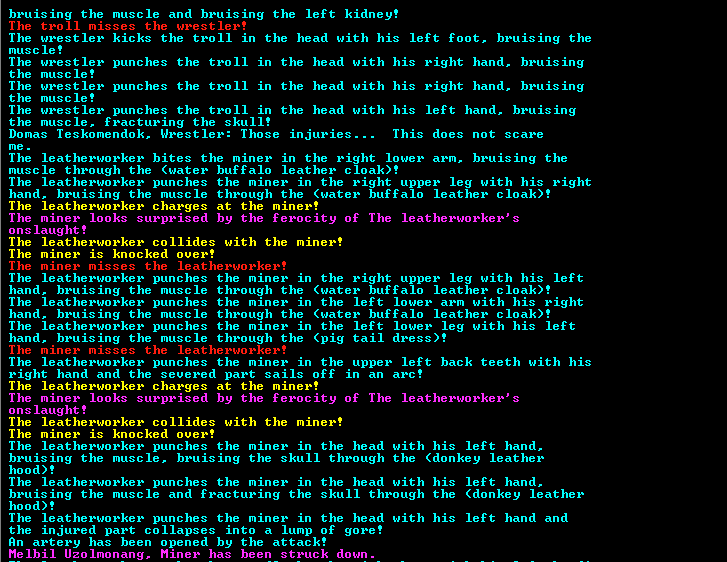 bruising the muscle and bruising the left kidney!
The troll misses the wrestler!
The wrestler kicks the troll in the head with his left foot, bruising the
muscle!
The wrestler punches the troll in the head with his right hand, bruising
the muscle!
The wrestler punches the troll in the head with his right hand, bruising
the muscle!
The wrestler punches the troll in the head with his left hand, bruising
the muscle, fracturing the skull!
Domas Teskomendok, Wrestler: Those injuries...  This does not scare
me.
The leatherworker bites the miner in the right lower arm, bruising the
muscle through the (water buffalo leather cloak)!
The leatherworker punches the miner in the right upper leg with his right
hand, bruising the muscle through the (water buffalo leather cloak)!
The leatherworker charges at the miner!
The miner looks surprised by the ferocity of The leatherworker's
onslaught!
The leatherworker collides with the miner!
The miner is knocked over!
The miner misses the leatherworker!
The leatherworker punches the miner in the right upper leg with his left
hand, bruising the muscle through the (water buffalo leather cloak)!
The leatherworker punches the miner in the left lower arm with his right
hand, bruising the muscle through the (water buffalo leather cloak)!
The leatherworker punches the miner in the left lower leg with his left
hand, bruising the muscle through the (pig tail dress)!
The miner misses the leatherworker!
The leatherworker punches the miner in the upper left back teeth with his
right hand and the severed part sails off in an arc!
The leatherworker charges at the miner!
The miner looks surprised by the ferocity of The leatherworker's
onslaught!
The leatherworker collides with the miner!
The miner is knocked over!
The leatherworker punches the miner in the head with his left hand,
bruising the muscle, bruising the skull through the (donkey leather
hood)!
The leatherworker punches the miner in the head with his left hand,
bruising the muscle and fracturing the skull through the (donkey leather
hood)!
The leatherworker punches the miner in the head with his left hand and
the injured part collapses into a lump of gore!
An artery has been opened by the attack!
Melbil Uzolmonang, Miner has been struck down.